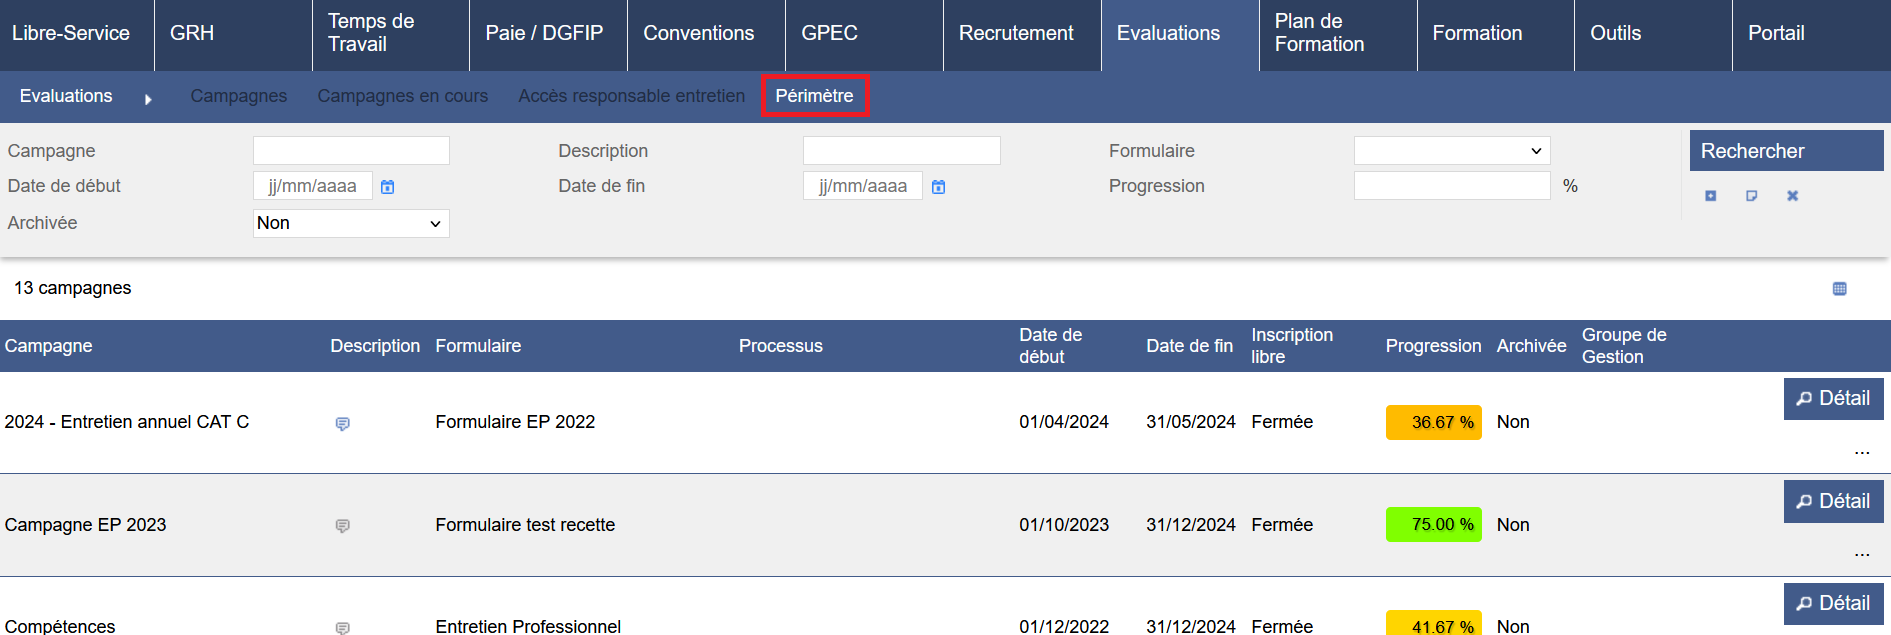 Libre-Service GRH Temps de Travail Paie / DGFIP Conventions GPEC Recrutement Evaluations Plan de Formation Formation Outils Portail
Evaluations Campagnes Campagnes en cours Accès responsable entretien Périmètre
Campagne Description Formulaire Rechercher
Date de début jj/mm/aaaa Date de fin jj/mm/aaaa Progression %
Archivée Non
13 campagnes
Campagne Description Formulaire Processus Date de début Date de fin Inscription libre Progression Archivée Groupe de Gestion
2024 - Entretien annuel CAT C Formulaire EP 2022 01/04/2024 31/05/2024 Fermée 36.67 % Non Détail
...
Campagne EP 2023 Formulaire test recette 01/10/2023 31/12/2024 Fermée 75.00 % Non Détail
...
Compétences Entretien Professionnel 01/12/2022 31/12/2024 Fermée 41.67 % Non Détail